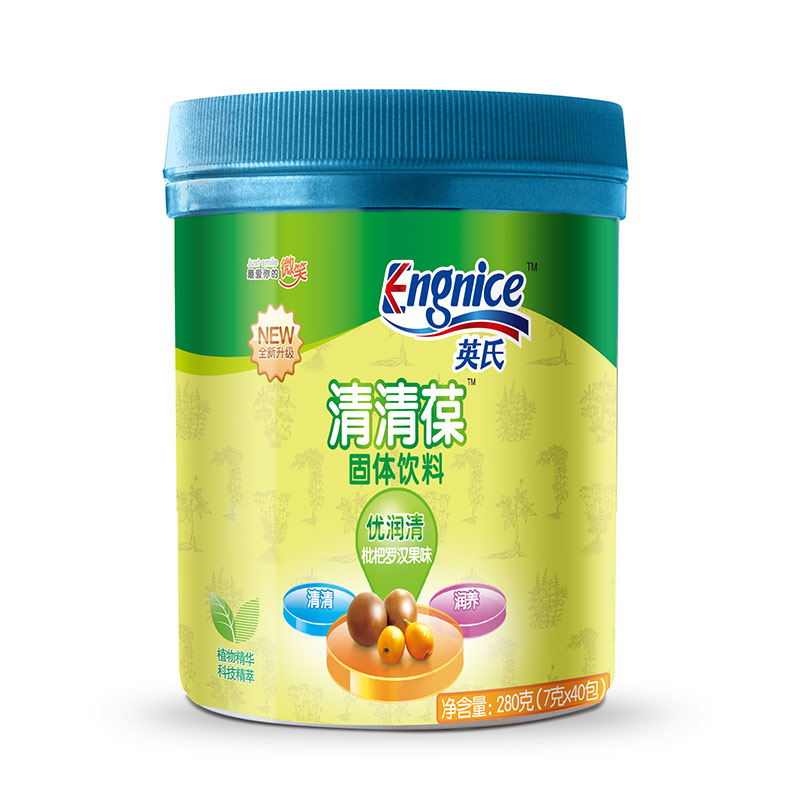 Just smile
最爱你的微笑
Engnice™
英氏
NEW
全新升级
清清葆™
固体饮料
优润清
枇杷罗汉果味
清清
润养
植物精华
科技精萃
净含量：280克（7克x40包）